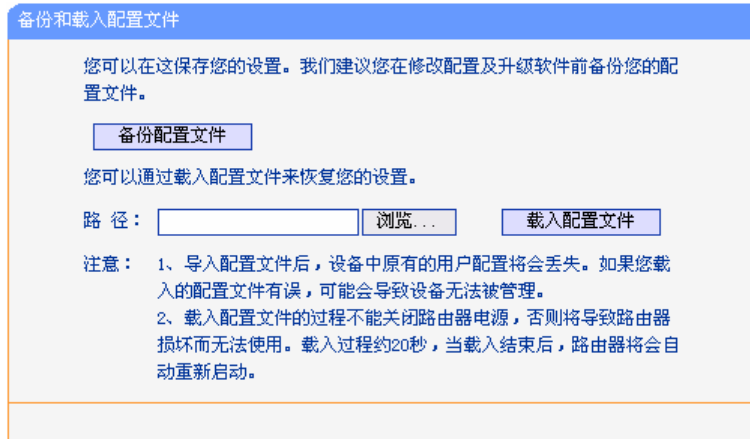 备份和载入配置文件
您可以在这保存您的设置。我们建议您在修改配置及升级软件前备份您的配
置文件。
备份配置文件
您可以通过载入配置文件来恢复您的设置。
路 径： 浏览... 载入配置文件
注意： 1、导入配置文件后，设备中原有的用户配置将会丢失。如果您载
入的配置文件有误，可能会导致设备无法被管理。
2、载入配置文件的过程不能关闭路由器电源，否则将导致路由器
损坏而无法使用。载入过程约20秒，当载入结束后，路由器将会自
动重新启动。